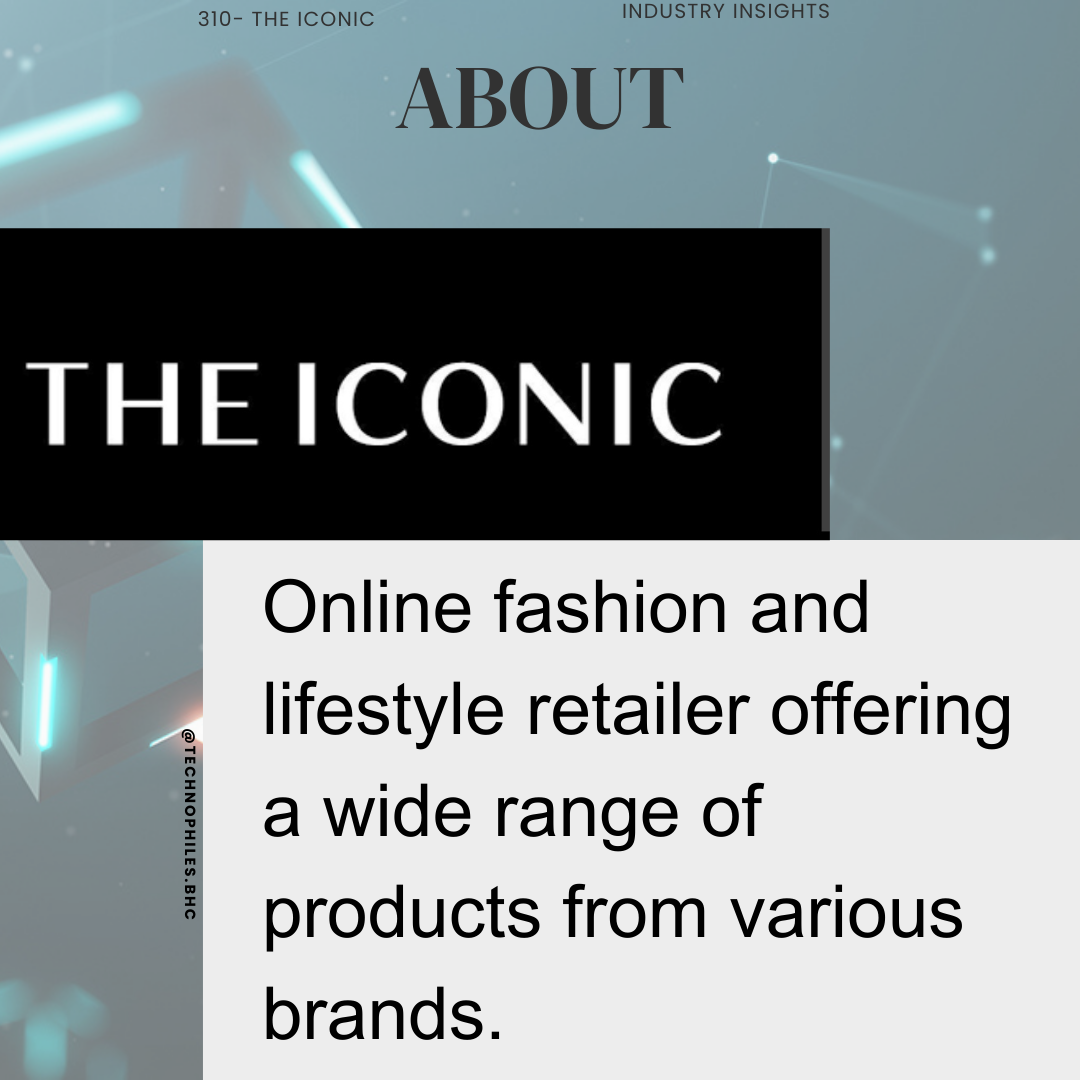 310- THE ICONIC
INDUSTRY INSIGHTS
ABOUT
THE ICONIC
Online fashion and
lifestyle retailer offering
a wide range of
products from various
brands.
@TECHNOPHILES.BHC